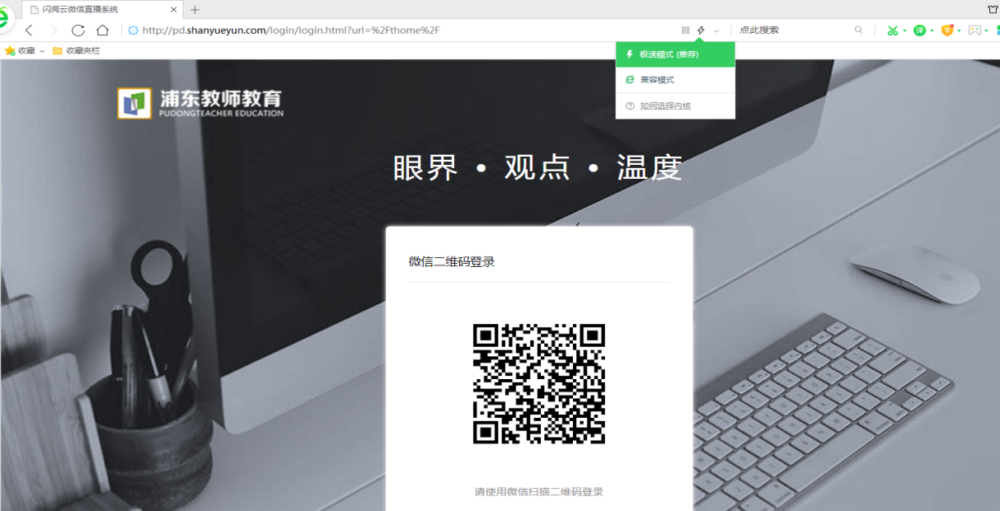 闪阅云微信直播系统
http://pd.shanyueyun.com/login/login.html?url=%2Fthome%2F
点此搜索
译
收藏
收藏夹栏
极速模式 (推荐)
兼容模式
如何选择内核
浦东教师教育
PUDONGTEACHER EDUCATION
眼界 • 观点 • 温度
微信二维码登录
请使用微信扫描二维码登录